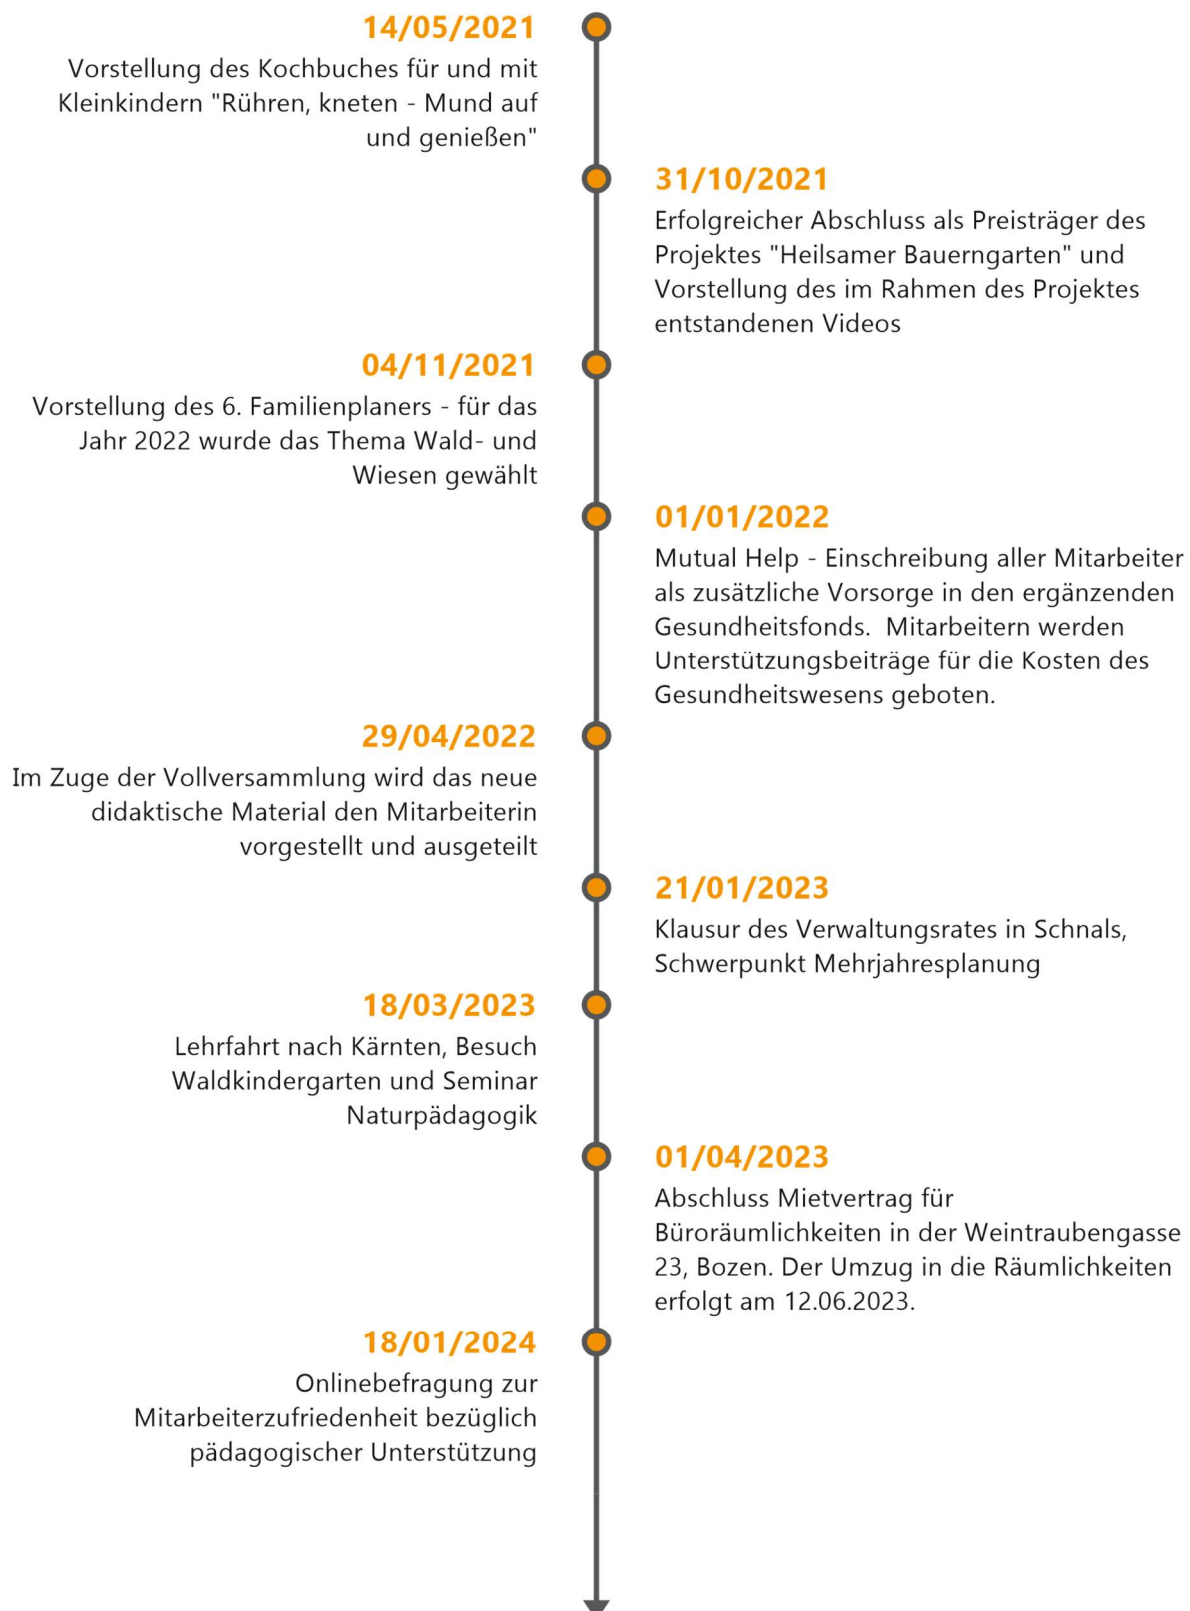 14/05/2021
Vorstellung des Kochbuches für und mit
Kleinkindern "Rühren, kneten - Mund auf
und genießen"
31/10/2021
Erfolgreicher Abschluss als Preisträger des
Projektes "Heilsamer Bauerngarten" und
Vorstellung des im Rahmen des Projektes
entstandenen Videos
04/11/2021
Vorstellung des 6. Familienplaners - für das
Jahr 2022 wurde das Thema Wald- und
Wiesen gewählt
01/01/2022
Mutual Help - Einschreibung aller Mitarbeiter
als zusätzliche Vorsorge in den ergänzenden
Gesundheitsfonds.  Mitarbeitern werden
Unterstützungsbeiträge für die Kosten des
Gesundheitswesens geboten.
29/04/2022
Im Zuge der Vollversammlung wird das neue
didaktische Material den Mitarbeiterin
vorgestellt und ausgeteilt
21/01/2023
Klausur des Verwaltungsrates in Schnals,
Schwerpunkt Mehrjahresplanung
18/03/2023
Lehrfahrt nach Kärnten, Besuch
Waldkindergarten und Seminar
Naturpädagogik
01/04/2023
Abschluss Mietvertrag für
Büroräumlichkeiten in der Weintraubengasse
23, Bozen. Der Umzug in die Räumlichkeiten
erfolgt am 12.06.2023.
18/01/2024
Onlinebefragung zur
Mitarbeiterzufriedenheit bezüglich
pädagogischer Unterstützung